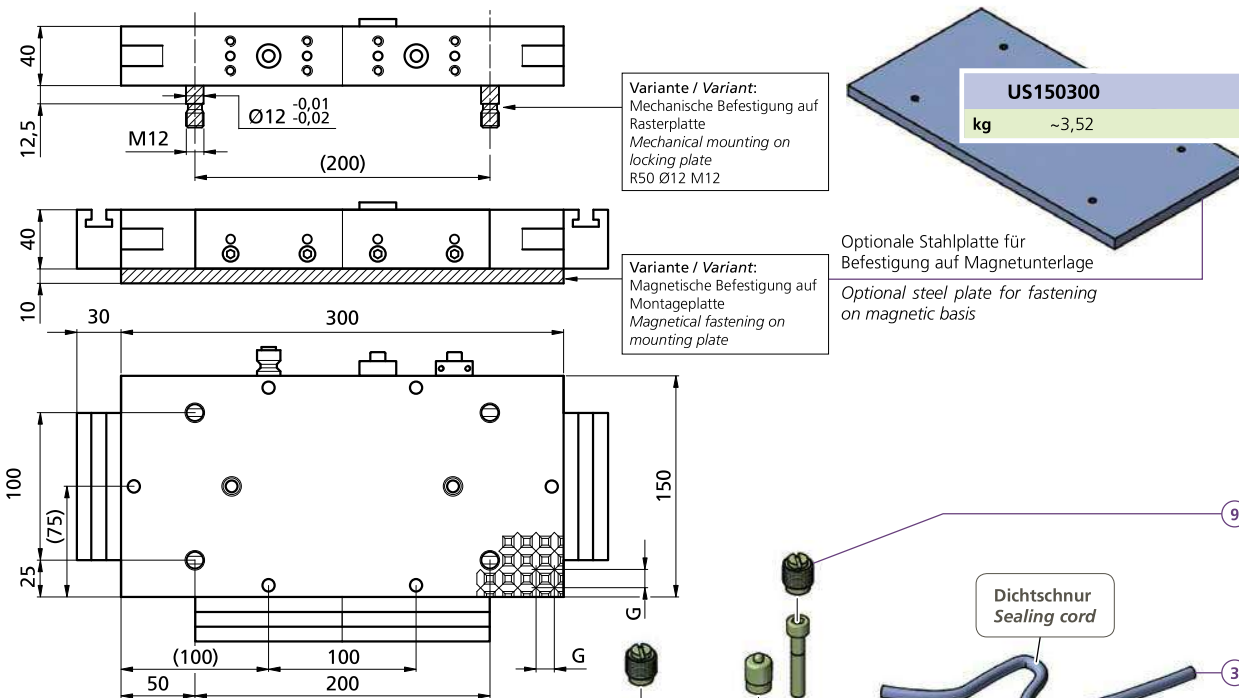 40
12,5
M12
Ø12 -0,01
-0,02
(200)
Variante / Variant:
Mechanische Befestigung auf
Rasterplatte
Mechanical mounting on
locking plate
R50 Ø12 M12
US150300
kg ~3,52
40
10
30
300
Variante / Variant:
Magnetische Befestigung auf
Montageplatte
Magnetical fastening on
mounting plate
Optionale Stahlplatte für
Befestigung auf Magnetunterlage
Optional steel plate for fastening
on magnetic basis
100
(75)
25
150
G
G
(100)
100
50
200
9
Dichtschnur
Sealing cord
3